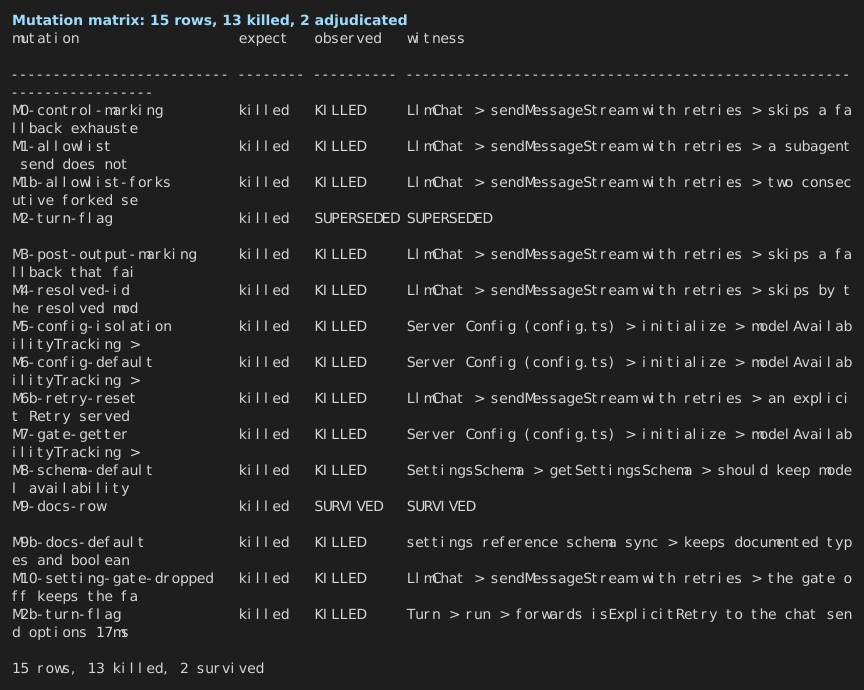 Mutation matrix: 15 rows, 13 killed, 2 adjudicated
mutation expect observed witness
-------------------------- -------- ---------- -----------------------------------------------------
-----------------
M0-control-marking killed KILLED LlmChat > sendMessageStream with retries > skips a fa
llback exhauste
M1-allowlist killed KILLED LlmChat > sendMessageStream with retries > a subagent
send does not
M1b-allowlist-forks killed KILLED LlmChat > sendMessageStream with retries > two consec
utive forked se
M2-turn-flag killed SUPERSEDED SUPERSEDED
M3-post-output-marking killed KILLED LlmChat > sendMessageStream with retries > skips a fa
llback that fai
M4-resolved-id killed KILLED LlmChat > sendMessageStream with retries > skips by t
he resolved mod
M5-config-isolation killed KILLED Server Config (config.ts) > initialize > modelAvailab
ilityTracking >
M6-config-default killed KILLED Server Config (config.ts) > initialize > modelAvailab
ilityTracking >
M6b-retry-reset killed KILLED LlmChat > sendMessageStream with retries > an explici
t Retry served
M7-gate-getter killed KILLED Server Config (config.ts) > initialize > modelAvailab
ilityTracking >
M8-schema-default killed KILLED SettingsSchema > getSettingsSchema > should keep mode
l availability
M9-docs-row killed SURVIVED SURVIVED
M9b-docs-default killed KILLED settings reference schema sync > keeps documented typ
es and boolean
M10-setting-gate-dropped killed KILLED LlmChat > sendMessageStream with retries > the gate o
ff keeps the fa
M2b-turn-flag killed KILLED Turn > run > forwards isExplicitRetry to the chat sen
d options 17ms
15 rows, 13 killed, 2 survived